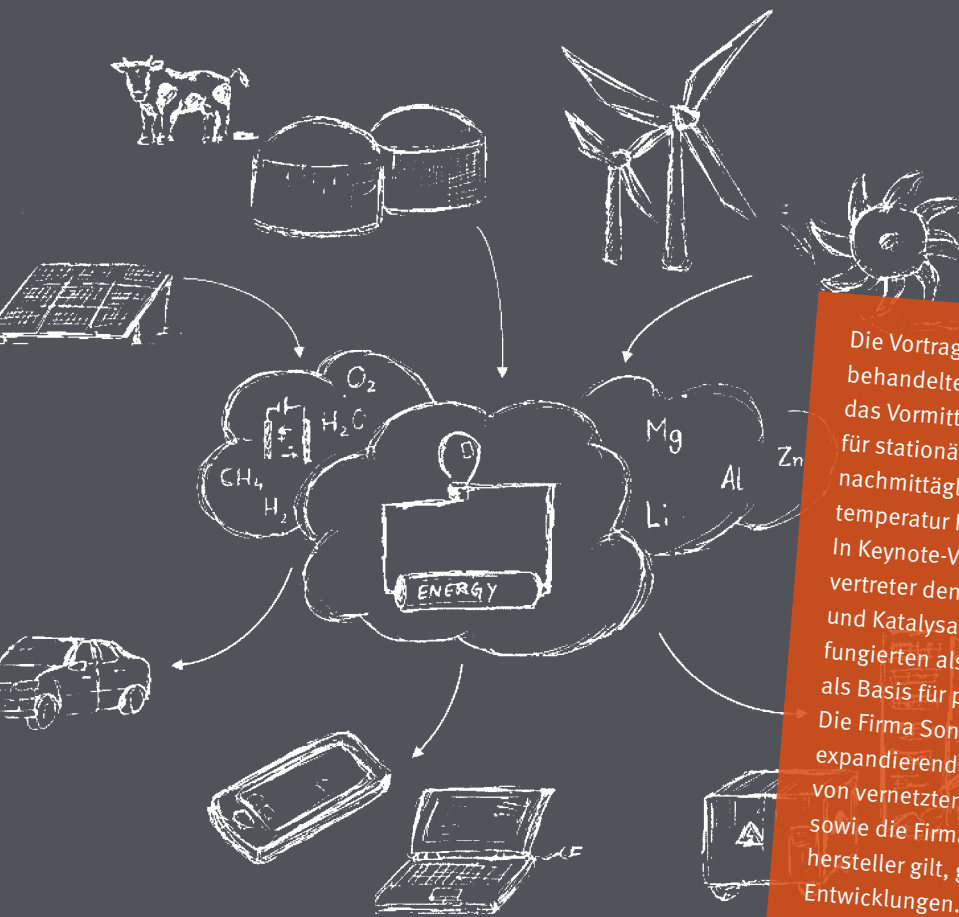 O₂
H₂O
CH₄
H₂
Mg
Zn
Al
Li
ENERGY
Die Vortrag
behandelte
das Vormitt
für stationä
nachmittägl
temperatur
In Keynote-V
vertreter den
und Katalysa
fungierten als
als Basis für p
Die Firma Son
expandierend
von vernetzten
sowie die Firma
hersteller gilt, g
Entwicklungen.